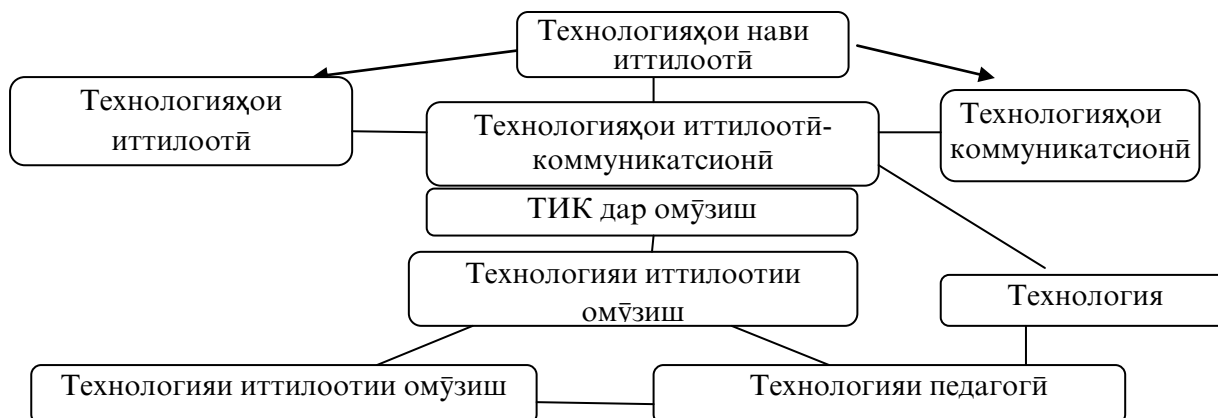 Технологияҳои нави
иттилоотӣ
Технологияҳои
иттилоотӣ
Технологияҳои иттилоотӣ-
коммуникатсионӣ
Технологияҳои
коммуникатсионӣ
ТИК дар омӯзиш
Технологияи иттилоотии
омӯзиш
Технология
Технологияи иттилоотии омӯзиш
Технологияи педагогӣ